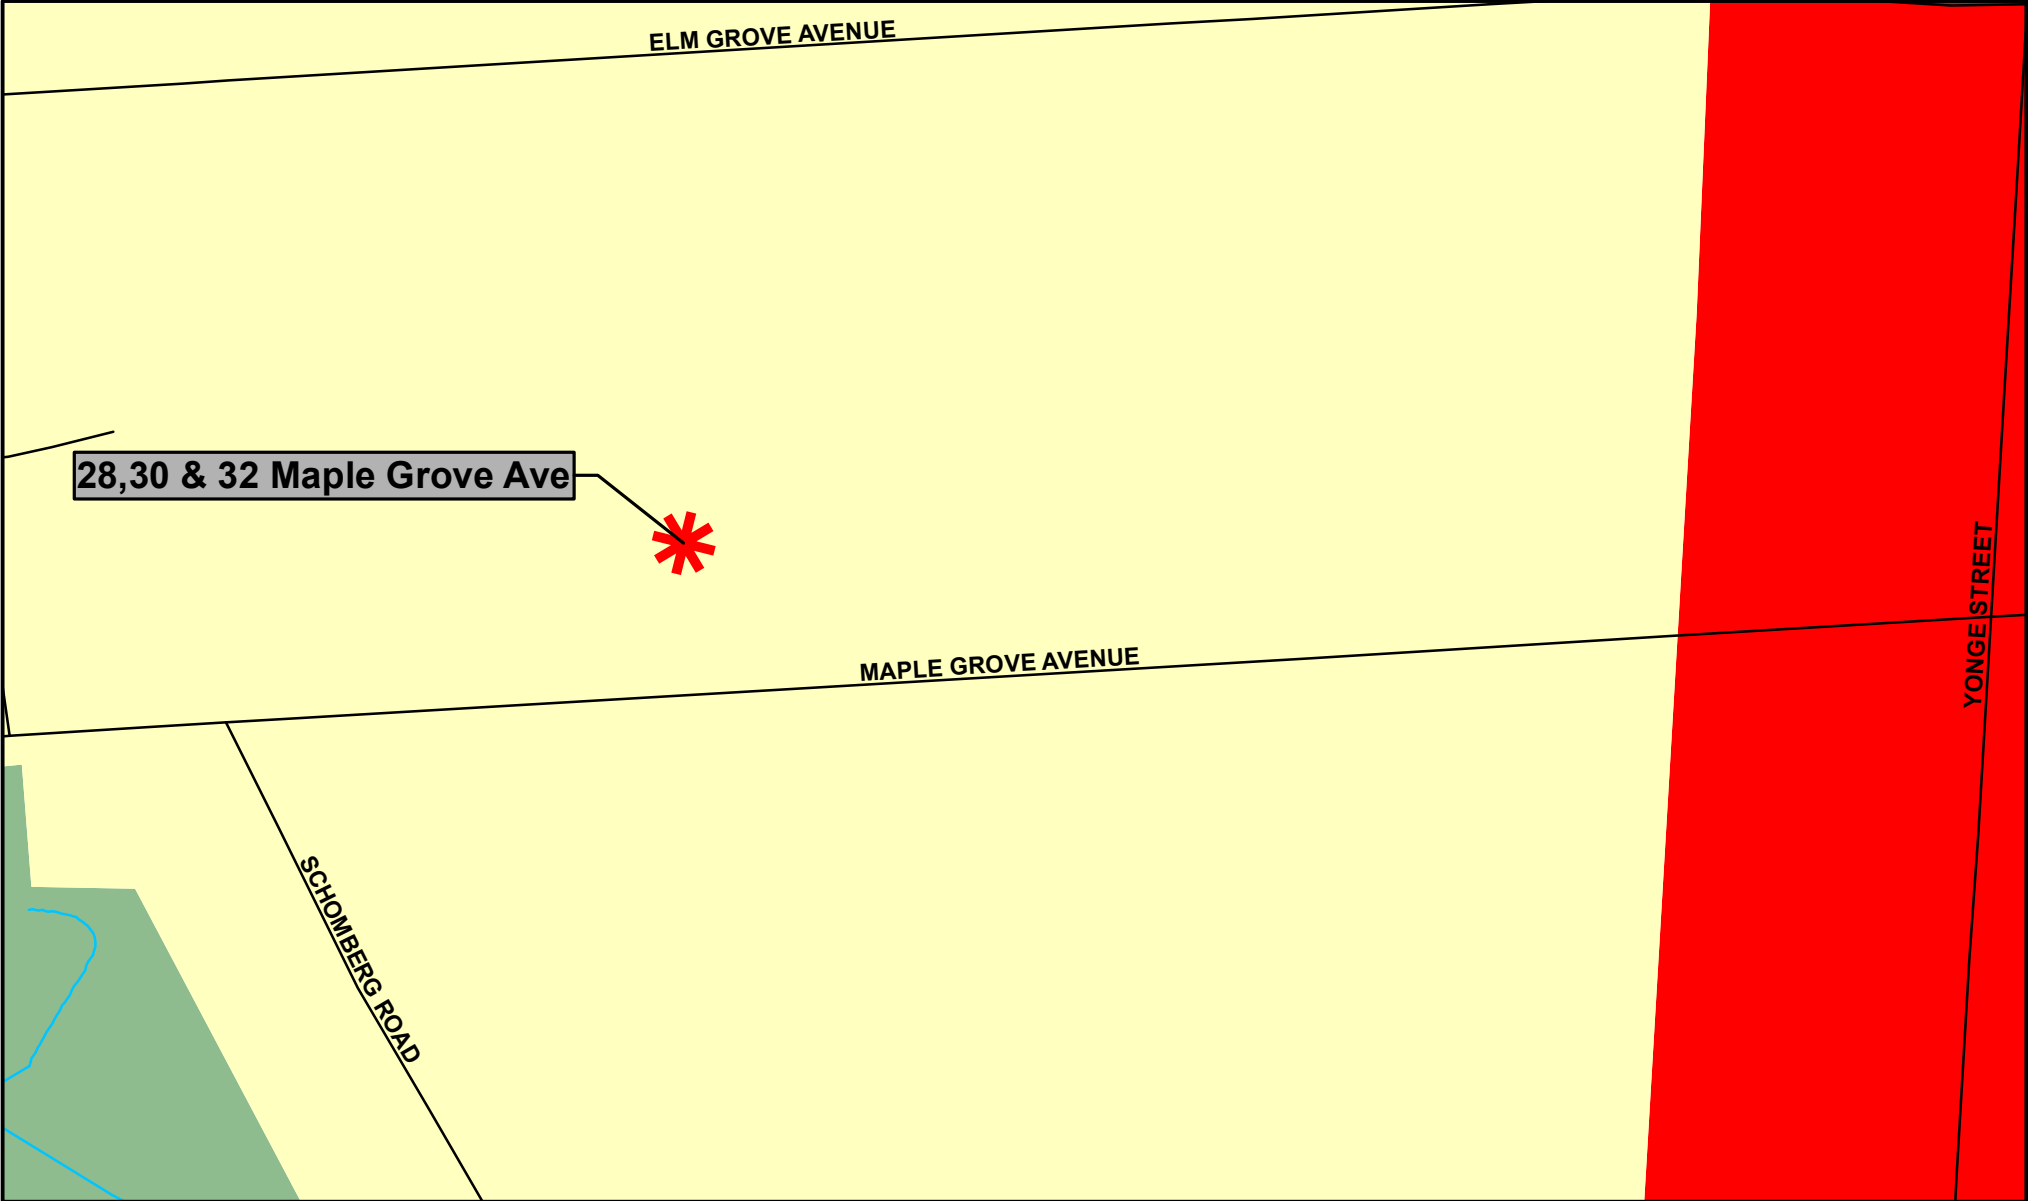 ELM GROVE AVENUE
28,30 & 32 Maple Grove Ave
YONGE STREET
MAPLE GROVE AVENUE
SCHOMBERG ROAD